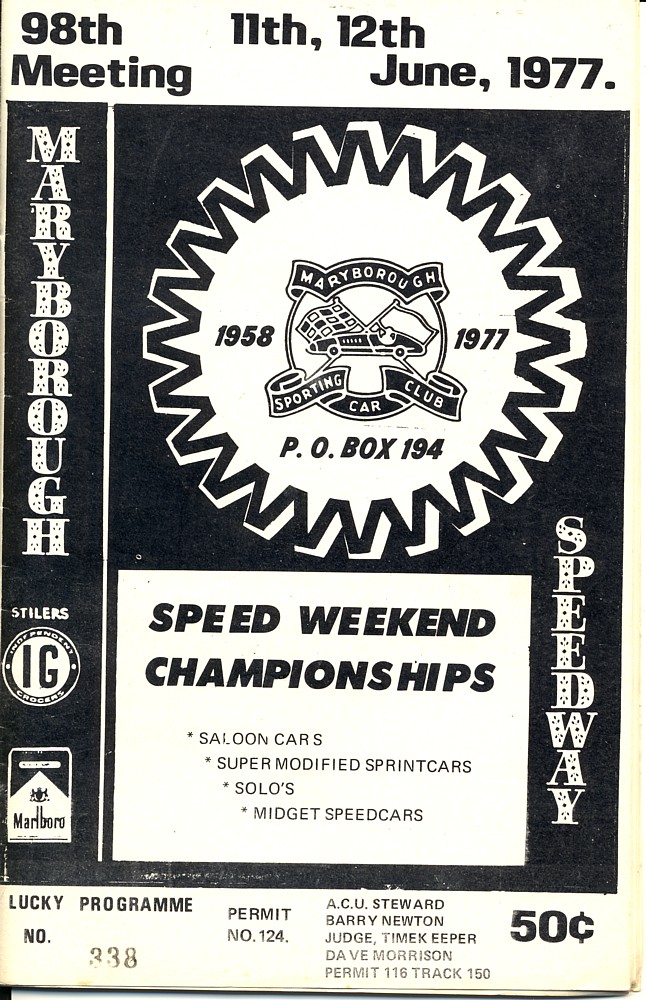 98th 11th, 12th
Meeting June, 1977.
MARYBOROUGH
MARYBOROUGH
1958 1977
SPORTING CAR CLUB
P. O. BOX 194
SPEEDWAY
STILERS
INDEPENDENT
IG
GROCERS
Marlboro
SPEED WEEKEND
CHAMPIONSHIPS
* SALOON CARS
* SUPER MODIFIED SPRINTCARS
* SOLO'S
* MIDGET SPEEDCARS
LUCKY PROGRAMME
NO. 338
PERMIT
NO. 124.
A.C.U. STEWARD
BARRY NEWTON
JUDGE, TIMEK EEPER
DAVE MORRISON
PERMIT 116 TRACK 150
50¢